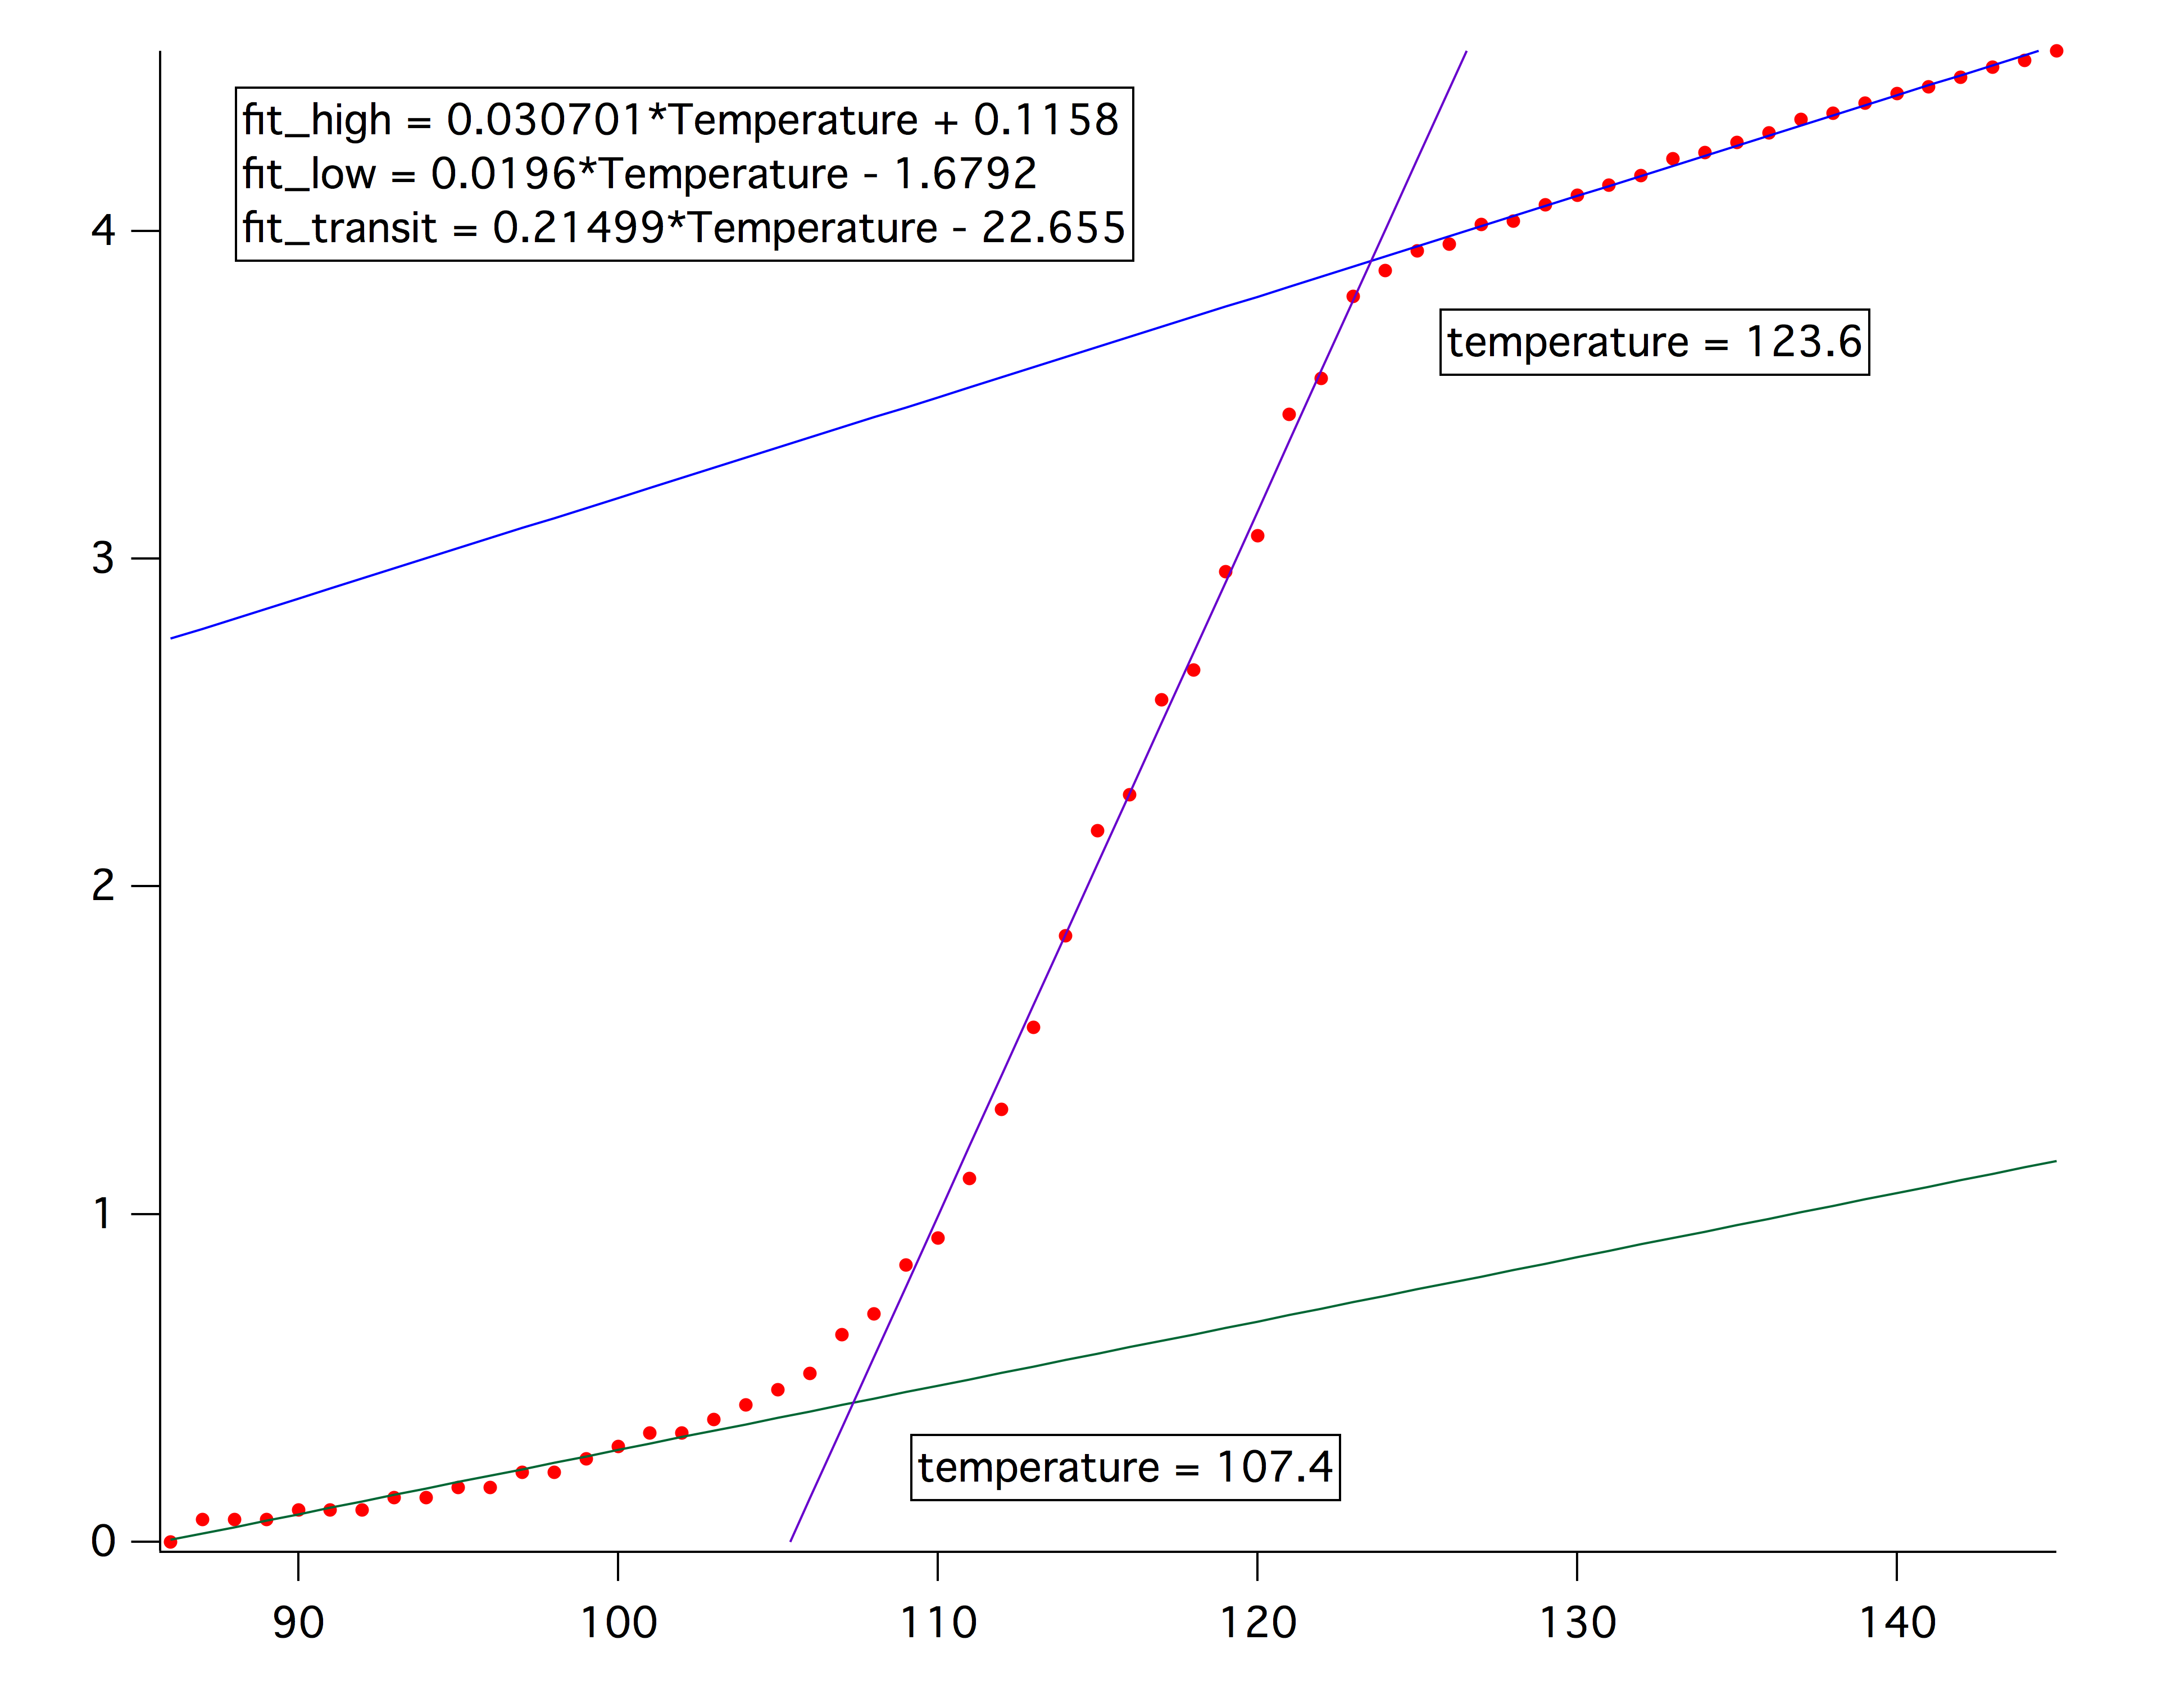 fit_high = 0.030701*Temperature + 0.1158
fit_low = 0.0196*Temperature - 1.6792
fit_transit = 0.21499*Temperature - 22.655
4
temperature = 123.6
3
2
1
temperature = 107.4
0
90 100 110 120 130 140